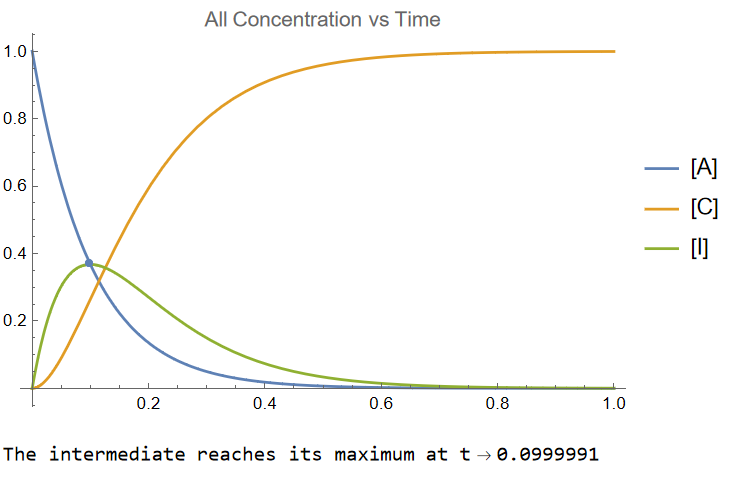 All Concentration vs Time
1.0
0.8
0.6
0.4
0.2
0.2 0.4 0.6 0.8 1.0
[A]
[C]
[I]
The intermediate reaches its maximum at t → 0.0999991